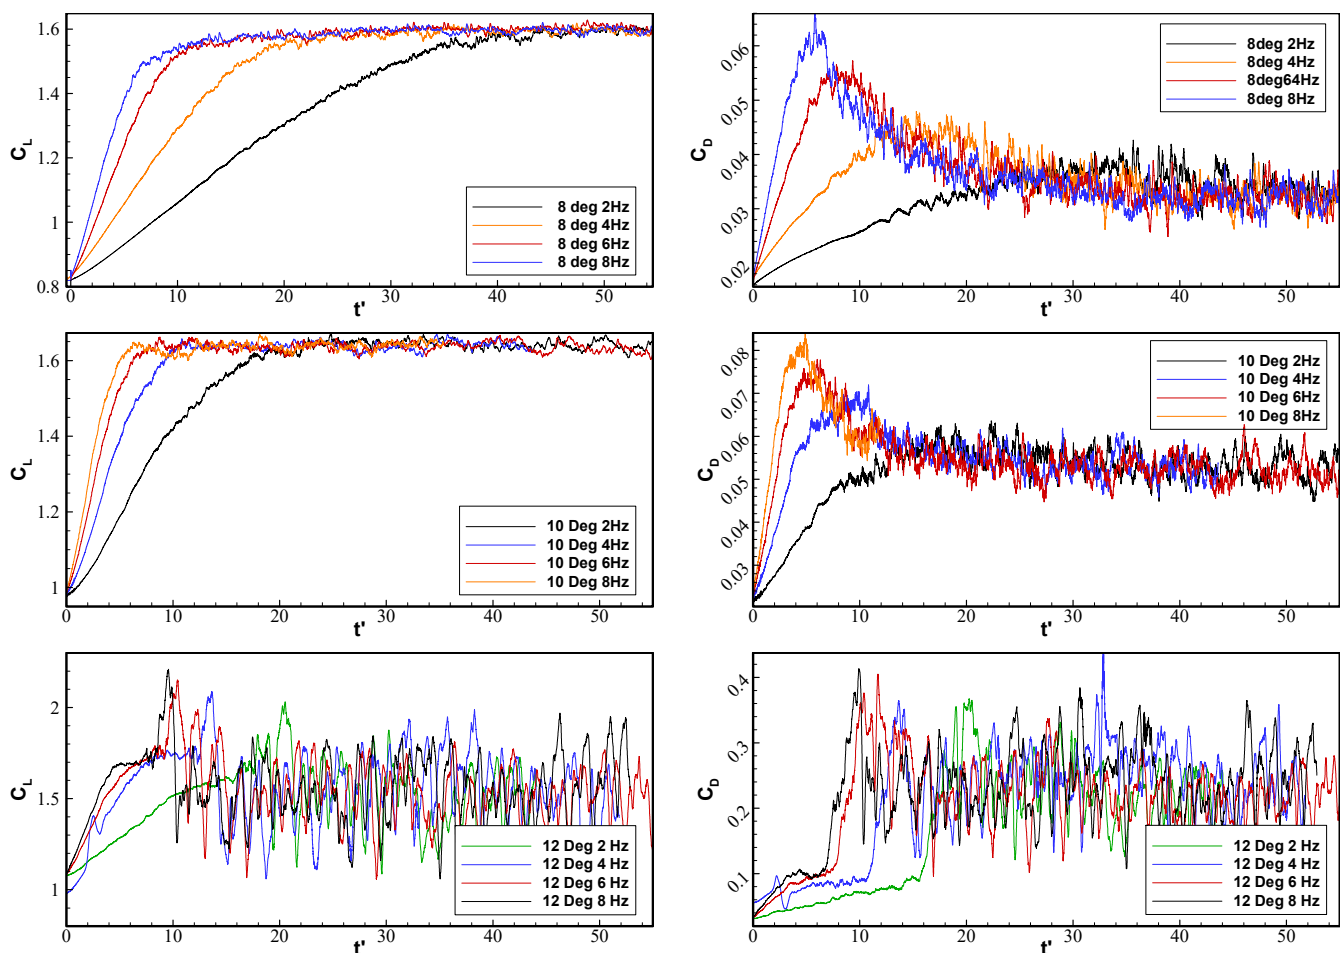 1.6
1.4
1.2
1
0.8
C_L
0 10 20 30 40 50
t'
8 deg 2Hz
8 deg 4Hz
8 deg 6Hz
8 deg 8Hz
0.06
0.05
0.04
0.03
0.02
C_D
0 10 20 30 40 50
t'
8deg 2Hz
8deg 4Hz
8deg64Hz
8deg 8Hz
1.6
1.4
1.2
1
C_L
0 10 20 30 40 50
t'
10 Deg 2Hz
10 Deg 4Hz
10 Deg 6Hz
10 Deg 8Hz
0.08
0.07
0.06
0.05
0.04
0.03
C_D
0 10 20 30 40 50
t'
10 Deg 2Hz
10 Deg 4Hz
10 Deg 6Hz
10 Deg 8Hz
2
1.5
1
C_L
0 10 20 30 40 50
t'
12 Deg 2 Hz
12 Deg 4 Hz
12 Deg 6 Hz
12 Deg 8 Hz
0.4
0.3
0.2
0.1
C_D
0 10 20 30 40 50
t'
12 Deg 2 Hz
12 Deg 4 Hz
12 Deg 6 Hz
12 Deg 8 Hz